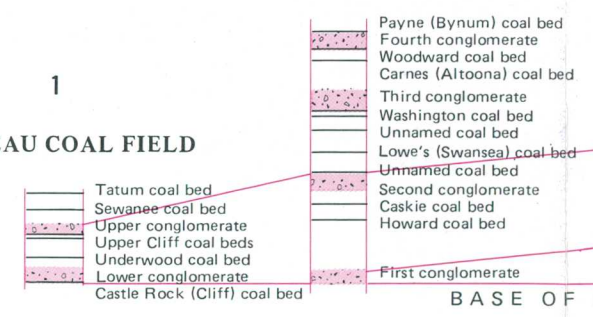 1
EAU COAL FIELD
Tatum coal bed
Sewanee coal bed
Upper conglomerate
Upper Cliff coal beds
Underwood coal bed
Lower conglomerate
Castle Rock (Cliff) coal bed
Payne (Bynum) coal bed
Fourth conglomerate
Woodward coal bed
Carnes (Altoona) coal bed
Third conglomerate
Washington coal bed
Unnamed coal bed
Lowe's (Swansea) coal bed
Unnamed coal bed
Second conglomerate
Caskie coal bed
Howard coal bed
First conglomerate
BASE OF